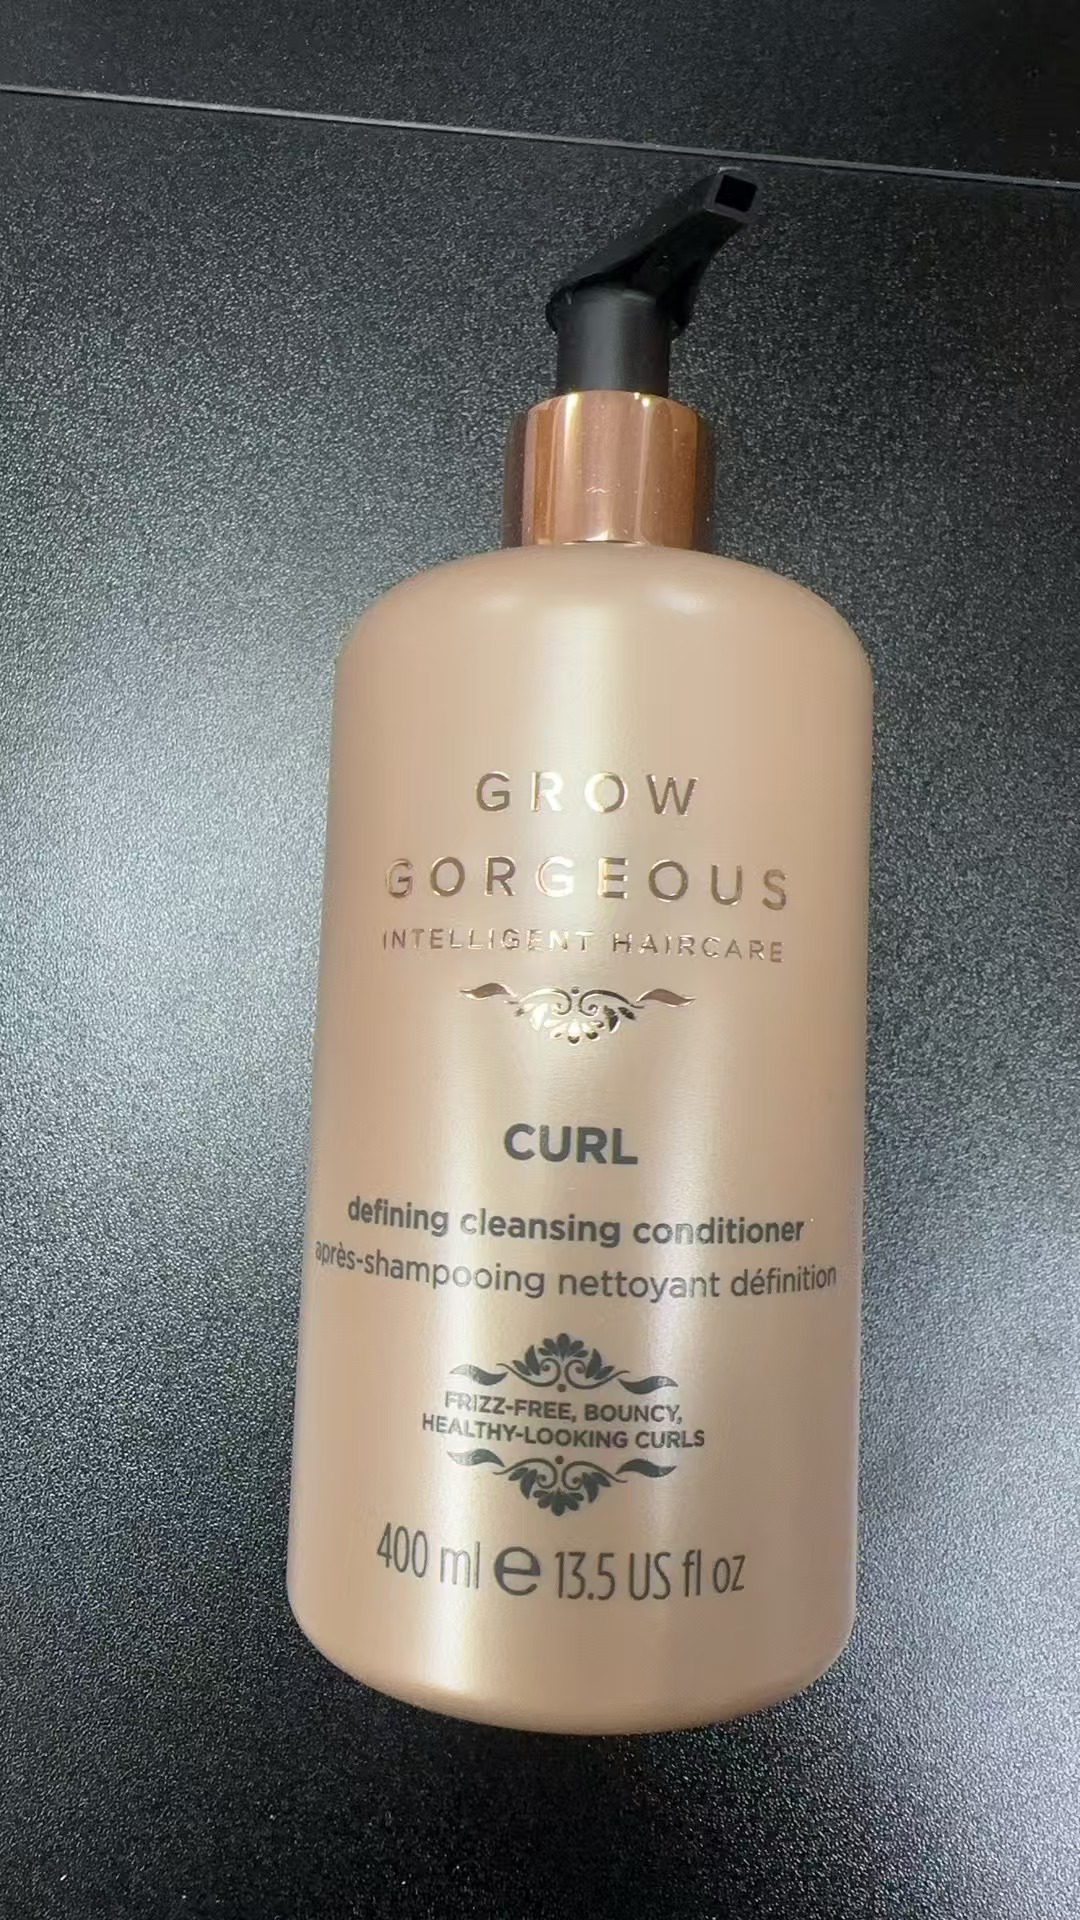 GROW
GORGEOUS
INTELLIGENT HAIRCARE
CURL
defining cleansing conditioner
après-shampooing nettoyant définition
FRIZZ-FREE, BOUNCY,
HEALTHY-LOOKING CURLS
400 ml e 13.5 US fl oz